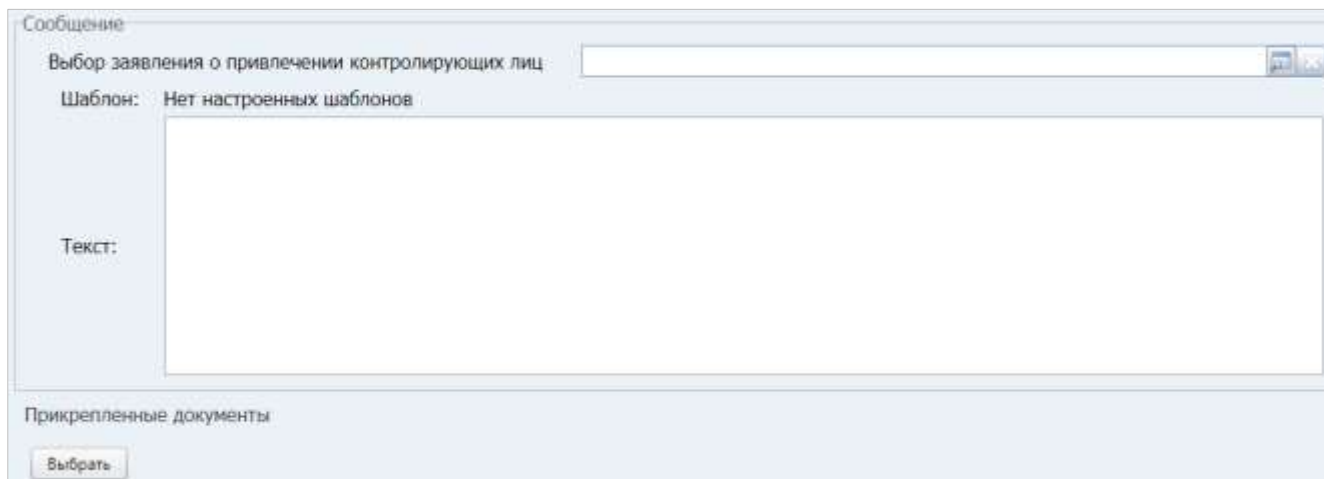 Сообщение
Выбор заявления о привлечении контролирующих лиц
Шаблон: Нет настроенных шаблонов
Текст:
Прикрепленные документы
Выбрать